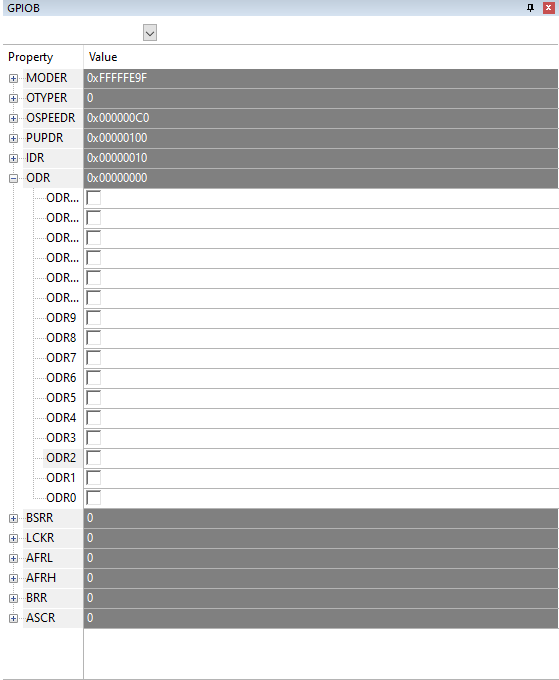 GPIOB
Property Value
MODER 0xFFFFFE9F
OTYPER 0
OSPEEDR 0x000000C0
PUPDR 0x00000100
IDR 0x00000010
ODR 0x00000000
ODR...
ODR...
ODR...
ODR...
ODR...
ODR...
ODR9
ODR8
ODR7
ODR6
ODR5
ODR4
ODR3
ODR2
ODR1
ODR0
BSRR 0
LCKR 0
AFRL 0
AFRH 0
BRR 0
ASCR 0